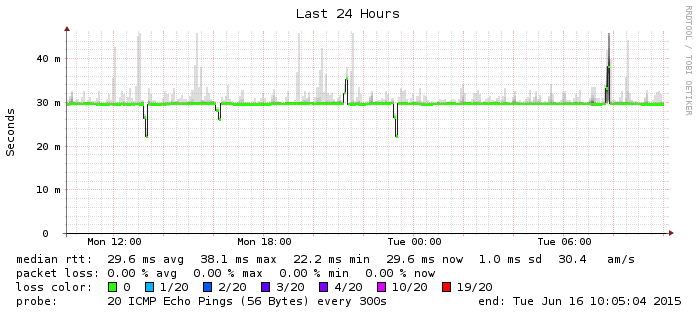 Last 24 Hours
RRDTOOL / TOBI OETIKER
Seconds
40 m
30 m
20 m
10 m
0
Mon 12:00 Mon 18:00 Tue 00:00 Tue 06:00
median rtt: 29.6 ms avg 38.1 ms max 22.2 ms min 29.6 ms now 1.0 ms sd 30.4 am/s
packet loss: 0.00 % avg 0.00 % max 0.00 % min 0.00 % now
loss color: 0 1/20 2/20 3/20 4/20 10/20 19/20
probe: 20 ICMP Echo Pings (56 Bytes) every 300s end: Tue Jun 16 10:05:04 2015